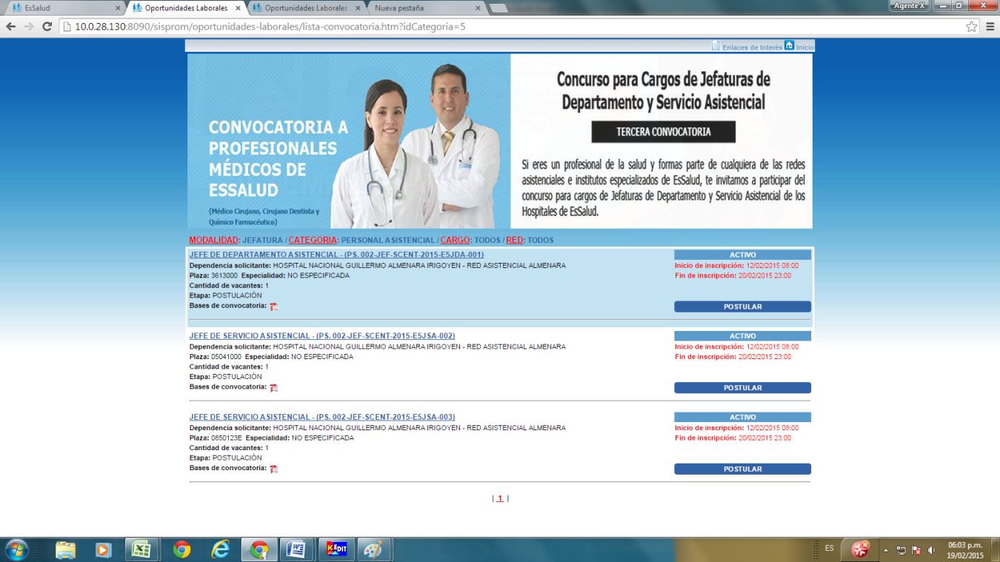 EsSalud
Oportunidades Laborales
Oportunidades Laborales
Nueva pestaña
Agente X
10.0.28.130:8090/sisprom/oportunidades-laborales/lista-convocatoria.htm?idCategoria=5
Enlaces de Interés Inicio
CONVOCATORIA A
PROFESIONALES
MÉDICOS DE
ESSALUD
(Médico Cirujano, Cirujano Dentista y
Químico Farmacéutico)
Concurso para Cargos de Jefaturas de
Departamento y Servicio Asistencial
TERCERA CONVOCATORIA
Si eres un profesional de la salud y formas parte de cualquiera de las redes
asistenciales e institutos especializados de EsSalud, te invitamos a participar del
concurso para cargos de Jefaturas de Departamento y Servicio Asistencial de los
Hospitales de EsSalud.
MODALIDAD: JEFATURA / CATEGORIA: PERSONAL ASISTENCIAL / CARGO: TODOS / RED: TODOS
JEFE DE DEPARTAMENTO ASISTENCIAL - (PS. 002-JEF-SCENT-2015-E5JDA-001)
ACTIVO
Dependencia solicitante: HOSPITAL NACIONAL GUILLERMO ALMENARA IRIGOYEN - RED ASISTENCIAL ALMENARA
Inicio de inscripción: 12/02/2015 08:00
Plaza: 3613000 Especialidad: NO ESPECIFICADA
Fin de inscripción: 20/02/2015 23:00
Cantidad de vacantes: 1
Etapa: POSTULACIÓN
Bases de convocatoria:
POSTULAR
JEFE DE SERVICIO ASISTENCIAL - (PS. 002-JEF-SCENT-2015-E5JSA-002)
ACTIVO
Dependencia solicitante: HOSPITAL NACIONAL GUILLERMO ALMENARA IRIGOYEN - RED ASISTENCIAL ALMENARA
Inicio de inscripción: 12/02/2015 08:00
Plaza: 05041000 Especialidad: NO ESPECIFICADA
Fin de inscripción: 20/02/2015 23:00
Cantidad de vacantes: 1
Etapa: POSTULACIÓN
Bases de convocatoria:
POSTULAR
JEFE DE SERVICIO ASISTENCIAL - (PS. 002-JEF-SCENT-2015-E5JSA-003)
ACTIVO
Dependencia solicitante: HOSPITAL NACIONAL GUILLERMO ALMENARA IRIGOYEN - RED ASISTENCIAL ALMENARA
Inicio de inscripción: 12/02/2015 08:00
Plaza: 0850123E Especialidad: NO ESPECIFICADA
Fin de inscripción: 20/02/2015 23:00
Cantidad de vacantes: 1
Etapa: POSTULACIÓN
Bases de convocatoria:
POSTULAR
| 1 |
KEDIT
ES
06:03 p.m.
19/02/2015